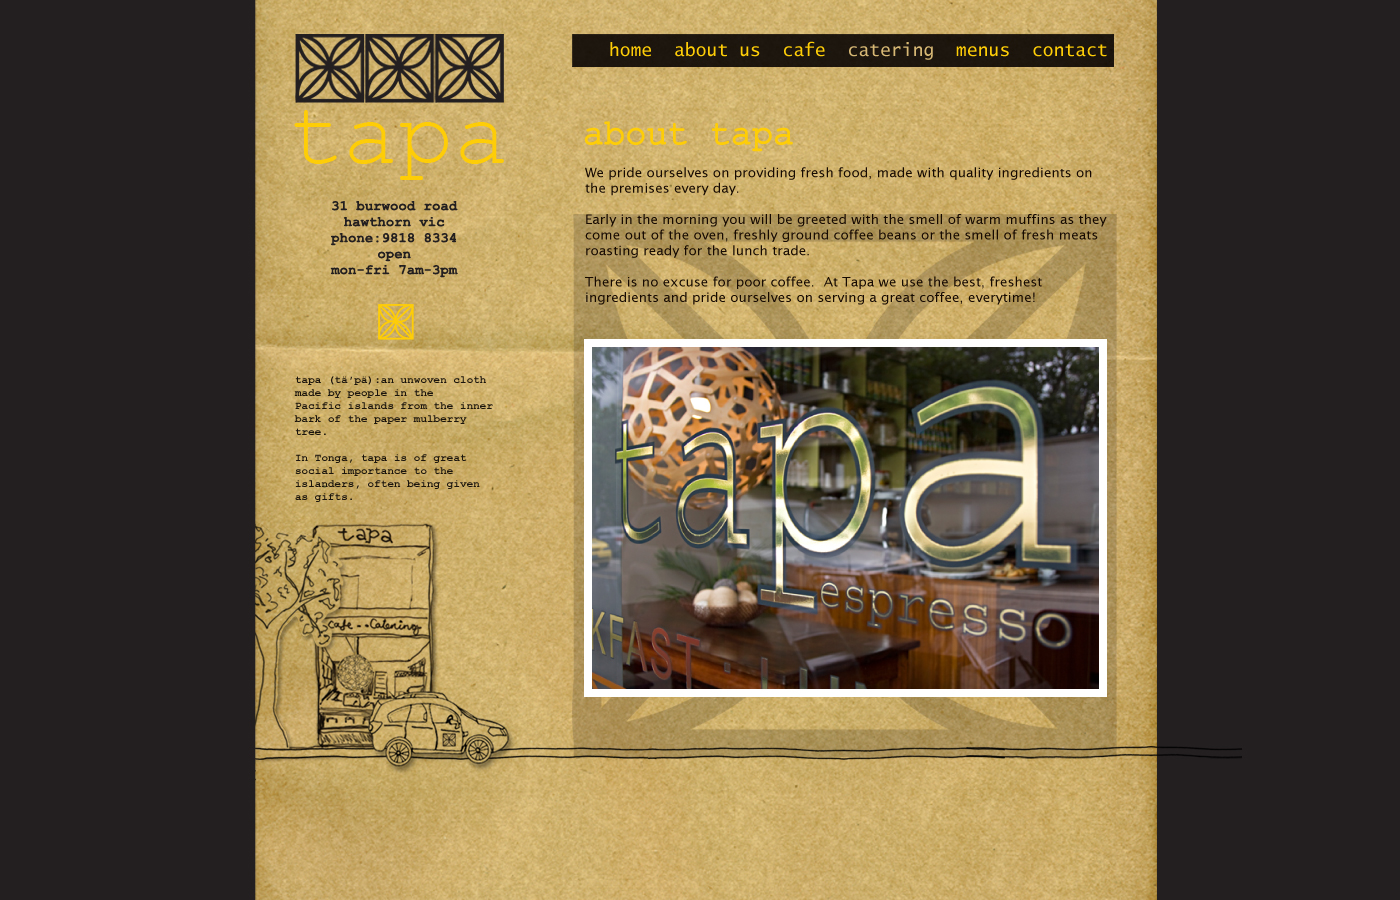 home about us cafe catering menus contact
tapa
31 burwood road
hawthorn vic
phone:9818 8334
open
mon-fri 7am-3pm
tapa (tä'pä):an unwoven cloth
made by people in the
Pacific islands from the inner
bark of the paper mulberry
tree.
In Tonga, tapa is of great
social importance to the
islanders, often being given
as gifts.
tapa
cafe -- Catering
about tapa
We pride ourselves on providing fresh food, made with quality ingredients on
the premises every day.
Early in the morning you will be greeted with the smell of warm muffins as they
come out of the oven, freshly ground coffee beans or the smell of fresh meats
roasting ready for the lunch trade.
There is no excuse for poor coffee.  At Tapa we use the best, freshest
ingredients and pride ourselves on serving a great coffee, everytime!
tapa
espresso
KFAST